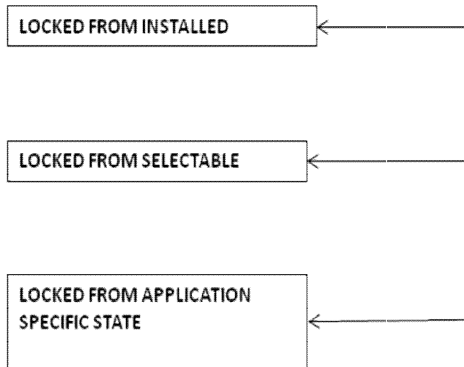 LOCKED FROM INSTALLED
LOCKED FROM SELECTABLE
LOCKED FROM APPLICATION
SPECIFIC STATE